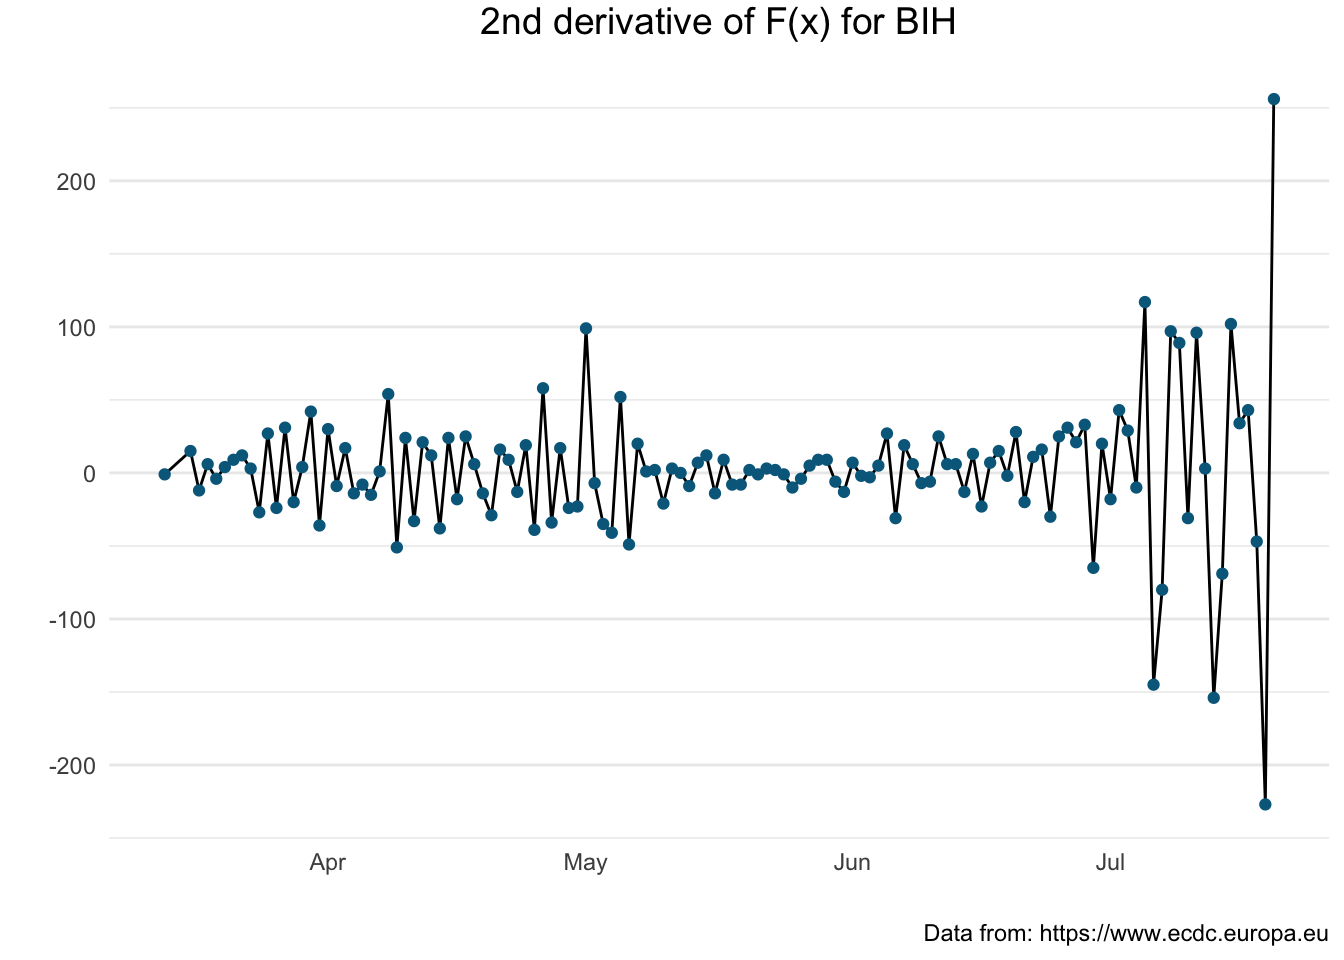 2nd derivative of F(x) for BIH
200
100
0
-100
-200
Apr May Jun Jul
Data from: https://www.ecdc.europa.eu